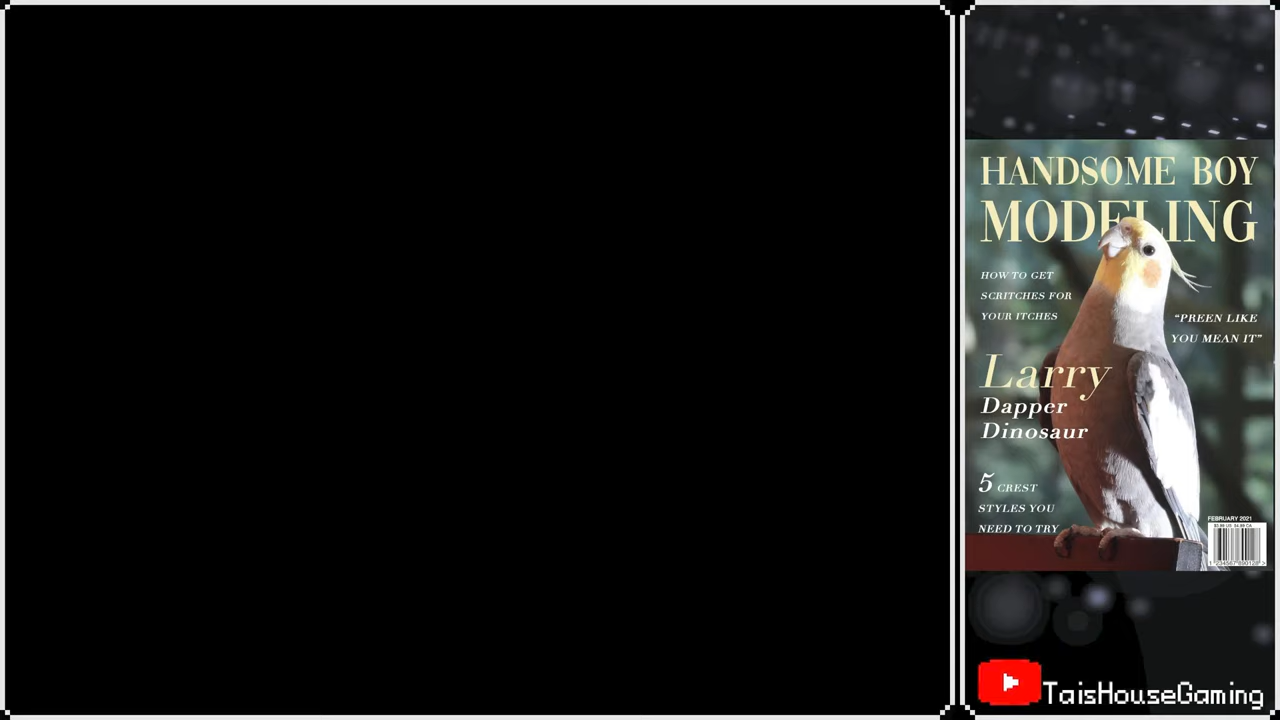 HANDSOME BOY
MODELING
HOW TO GET
SCRITCHES FOR
YOUR ITCHES
“PREEN LIKE
YOU MEAN IT”
Larry
Dapper
Dinosaur
5 CREST
STYLES YOU
NEED TO TRY
FEBRUARY 2021
TaisHouseGaming